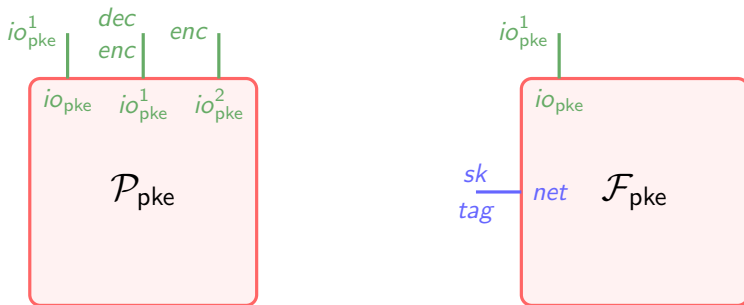 io¹ₚₖₑ dec enc enc
ioₚₖₑ io¹ₚₖₑ io²ₚₖₑ
𝒫ₚₖₑ
io¹ₚₖₑ
ioₚₖₑ
sk
tag
net
ℱₚₖₑ